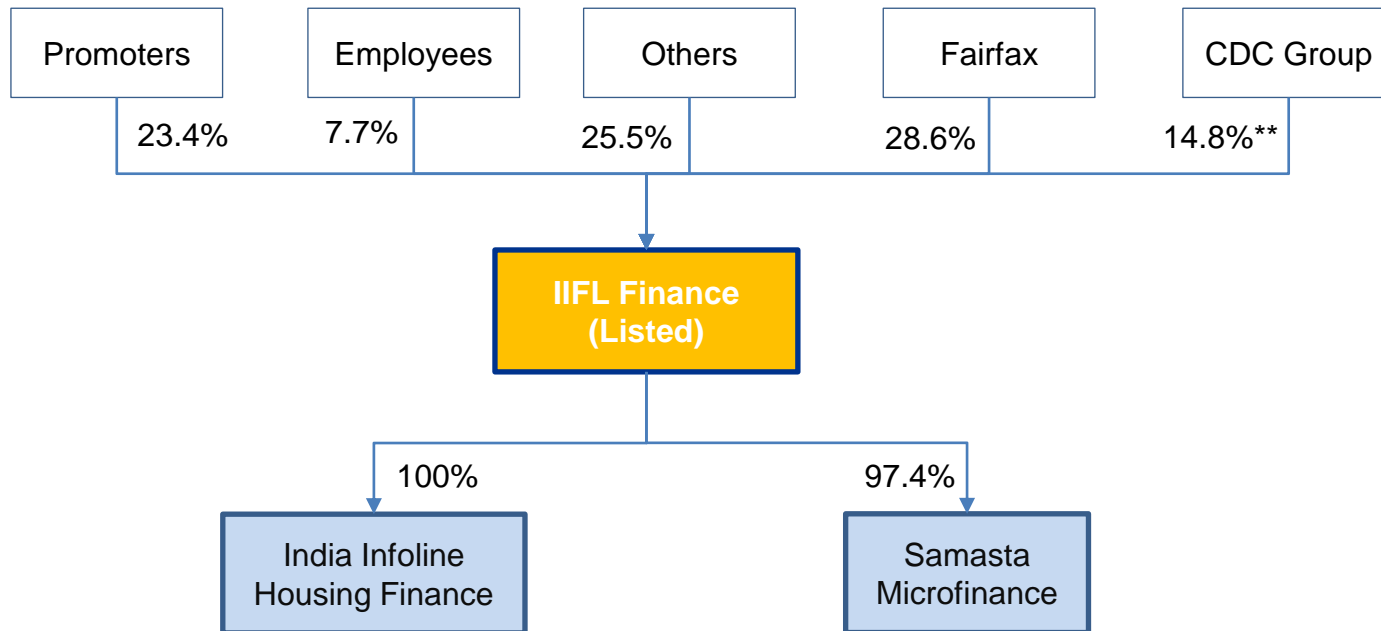 Promoters
Employees
Others
Fairfax
CDC Group
23.4%
7.7%
25.5%
28.6%
14.8%**
IIFL Finance
(Listed)
100%
97.4%
India Infoline
Housing Finance
Samasta
Microfinance